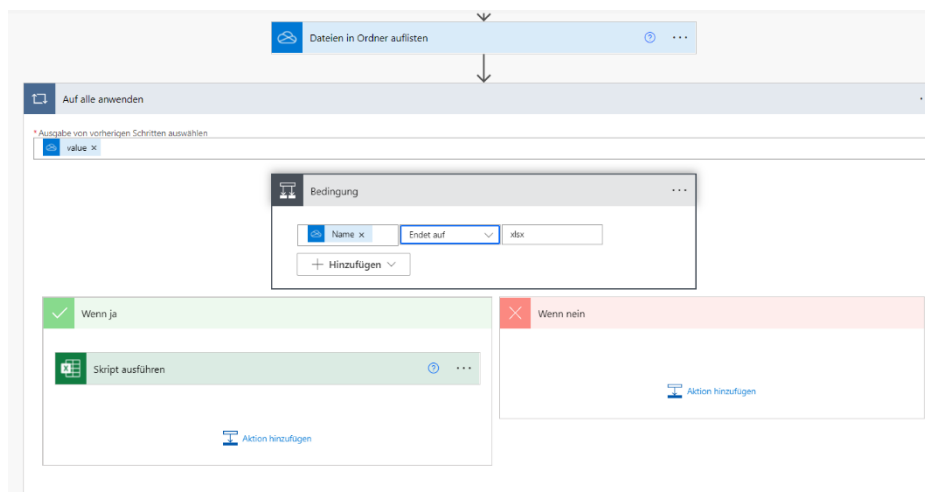 Dateien in Ordner auflisten
Auf alle anwenden
* Ausgabe von vorherigen Schritten auswählen
value ×
Bedingung
Name ×
Endet auf
xlsx
+ Hinzufügen
Wenn ja
Wenn nein
Skript ausführen
Aktion hinzufügen
Aktion hinzufügen